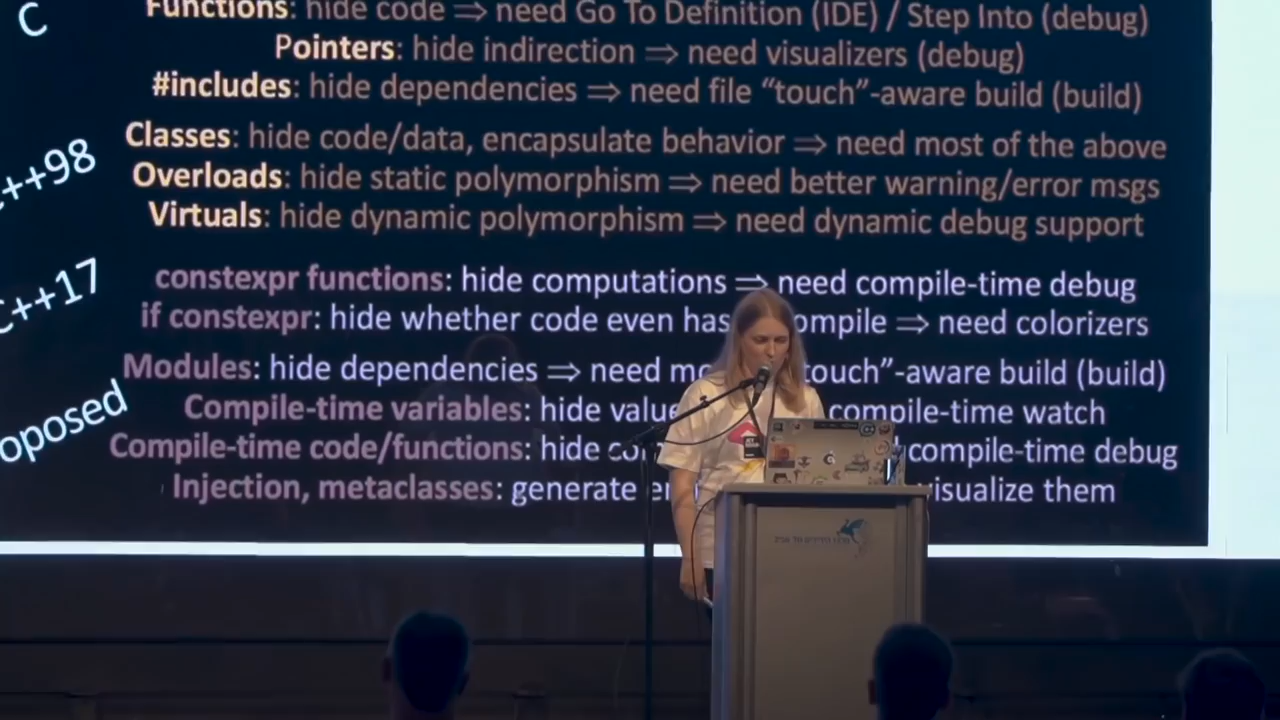 C
Functions: hide code ⇒ need Go To Definition (IDE) / Step Into (debug)
Pointers: hide indirection ⇒ need visualizers (debug)
#includes: hide dependencies ⇒ need file “touch”-aware build (build)
C++98
Classes: hide code/data, encapsulate behavior ⇒ need most of the above
Overloads: hide static polymorphism ⇒ need better warning/error msgs
Virtuals: hide dynamic polymorphism ⇒ need dynamic debug support
C++17
constexpr functions: hide computations ⇒ need compile-time debug
if constexpr: hide whether code even has ompile ⇒ need colorizers
oposed
Modules: hide dependencies ⇒ need mo touch”-aware build (build)
Compile-time variables: hide value compile-time watch
Compile-time code/functions: hide co compile-time debug
Injection, metaclasses: generate en visualize them